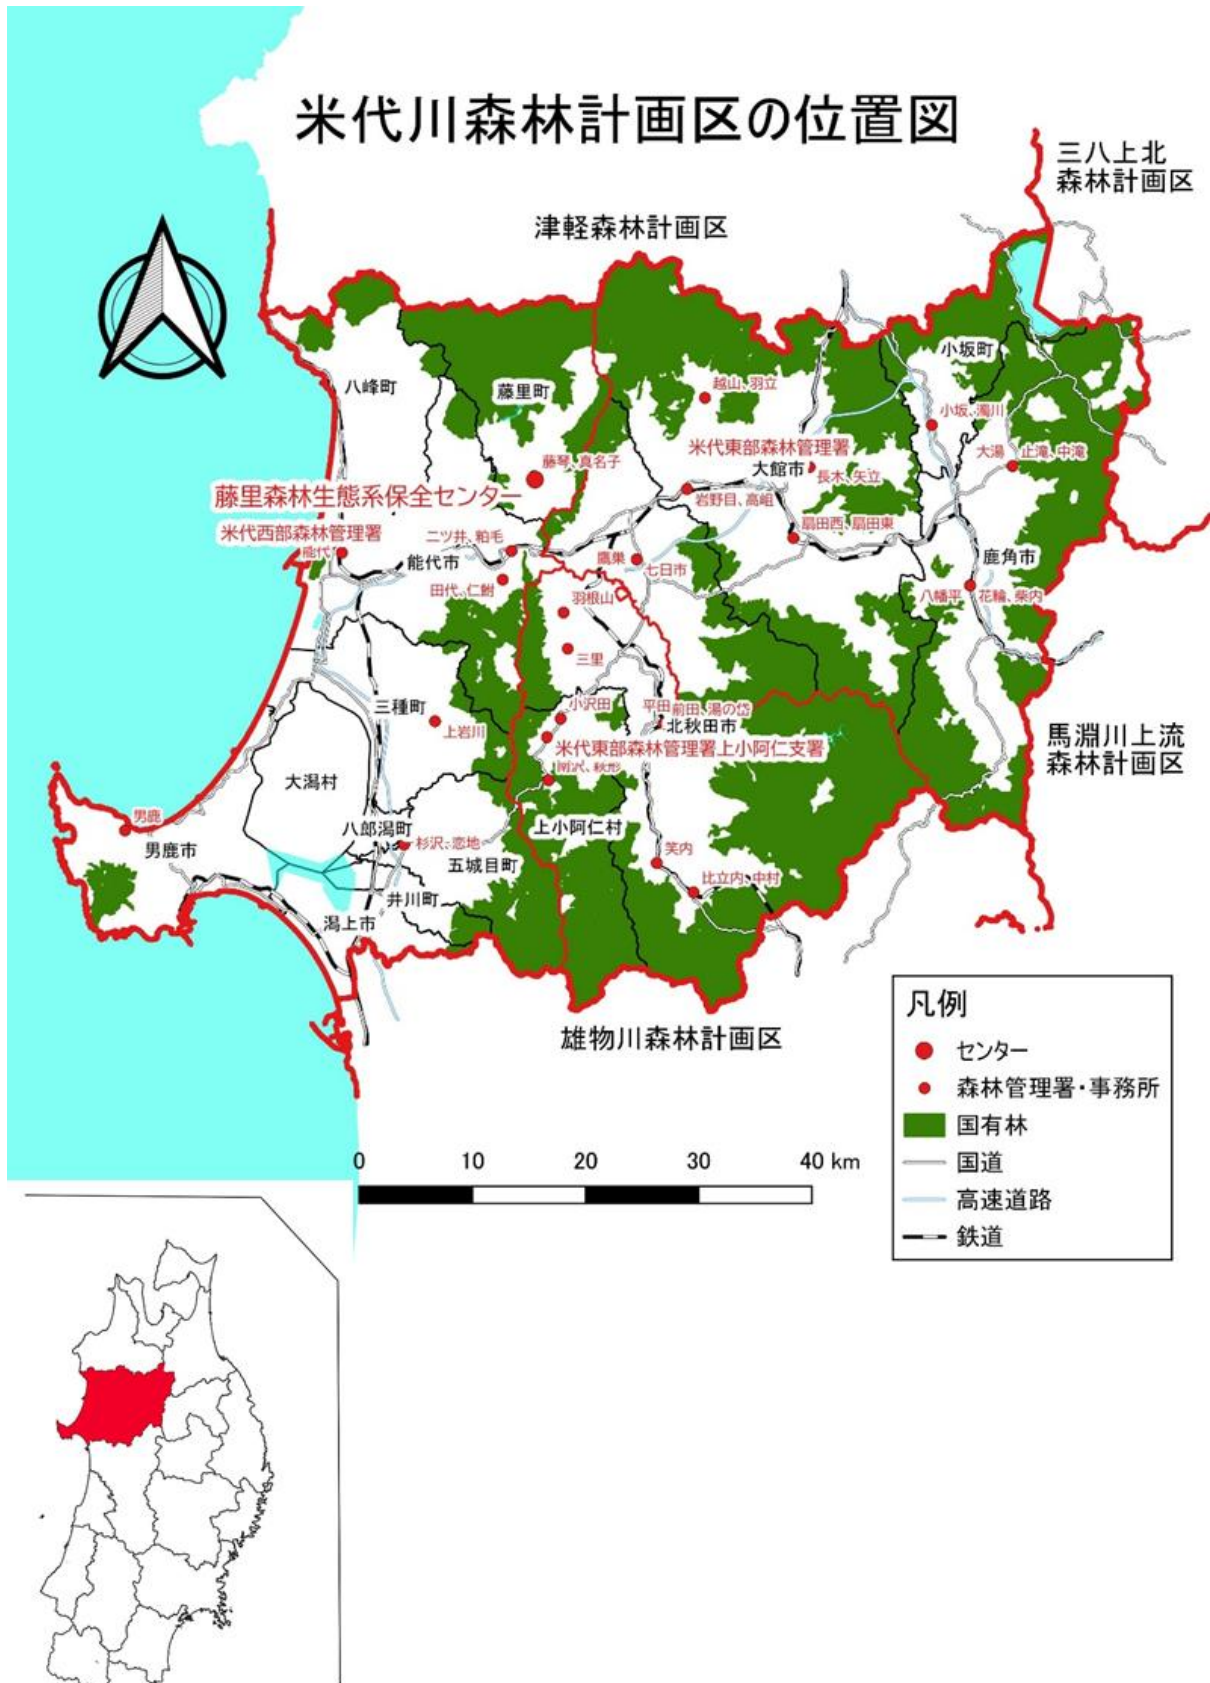 米代川森林計画区の位置図
三八上北
森林計画区
津軽森林計画区
小坂町
八峰町
藤里町
越山、羽立
小坂、濁川
米代東部森林管理署
大館市
大湯
止滝、中滝
藤琴、真名子
長木、矢立
藤里森林生態系保全センター
岩野目、高岨
米代西部森林管理署
扇田西、扇田東
二ツ井、粕毛
能代
能代市
鷹巣
七日市
鹿角市
田代、仁鮒
羽根山
八幡平
花輪、柴内
三里
小沢田
三種町
平田
前田、湯の岱
上岩川
北秋田市
馬淵川上流
森林計画区
米代東部森林管理署上小阿仁支署
大潟村
男鹿
八郎潟町
上小阿仁村
杉沢、恋地
男鹿市
五城目町
笑内
比立内、中村
井川町
潟上市
雄物川森林計画区
凡例
センター
森林管理署・事務所
国有林
国道
高速道路
鉄道
0 10 20 30 40 km